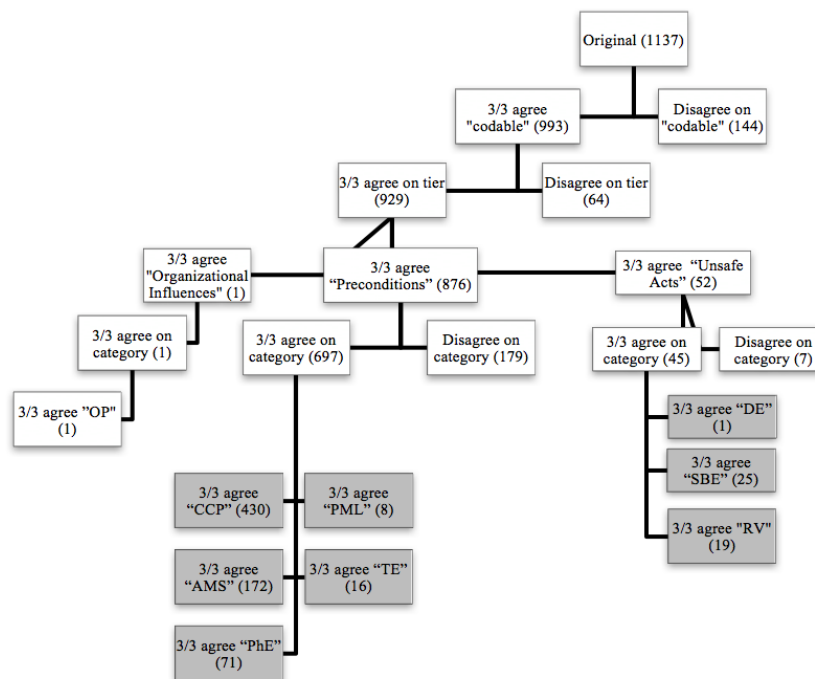 Original (1137)
3/3 agree
"codable" (993)
Disagree on
"codable" (144)
3/3 agree on tier
(929)
Disagree on tier
(64)
3/3 agree
"Organizational
Influences" (1)
3/3 agree
“Preconditions” (876)
3/3 agree “Unsafe
Acts” (52)
3/3 agree on
category (1)
3/3 agree on
category (697)
Disagree on
category (179)
3/3 agree on
category (45)
Disagree on
category (7)
3/3 agree "OP"
(1)
3/3 agree “DE”
(1)
3/3 agree
“SBE” (25)
3/3 agree "RV"
(19)
3/3 agree
“CCP” (430)
3/3 agree
“PML” (8)
3/3 agree
“AMS” (172)
3/3 agree “TE”
(16)
3/3 agree “PhE”
(71)